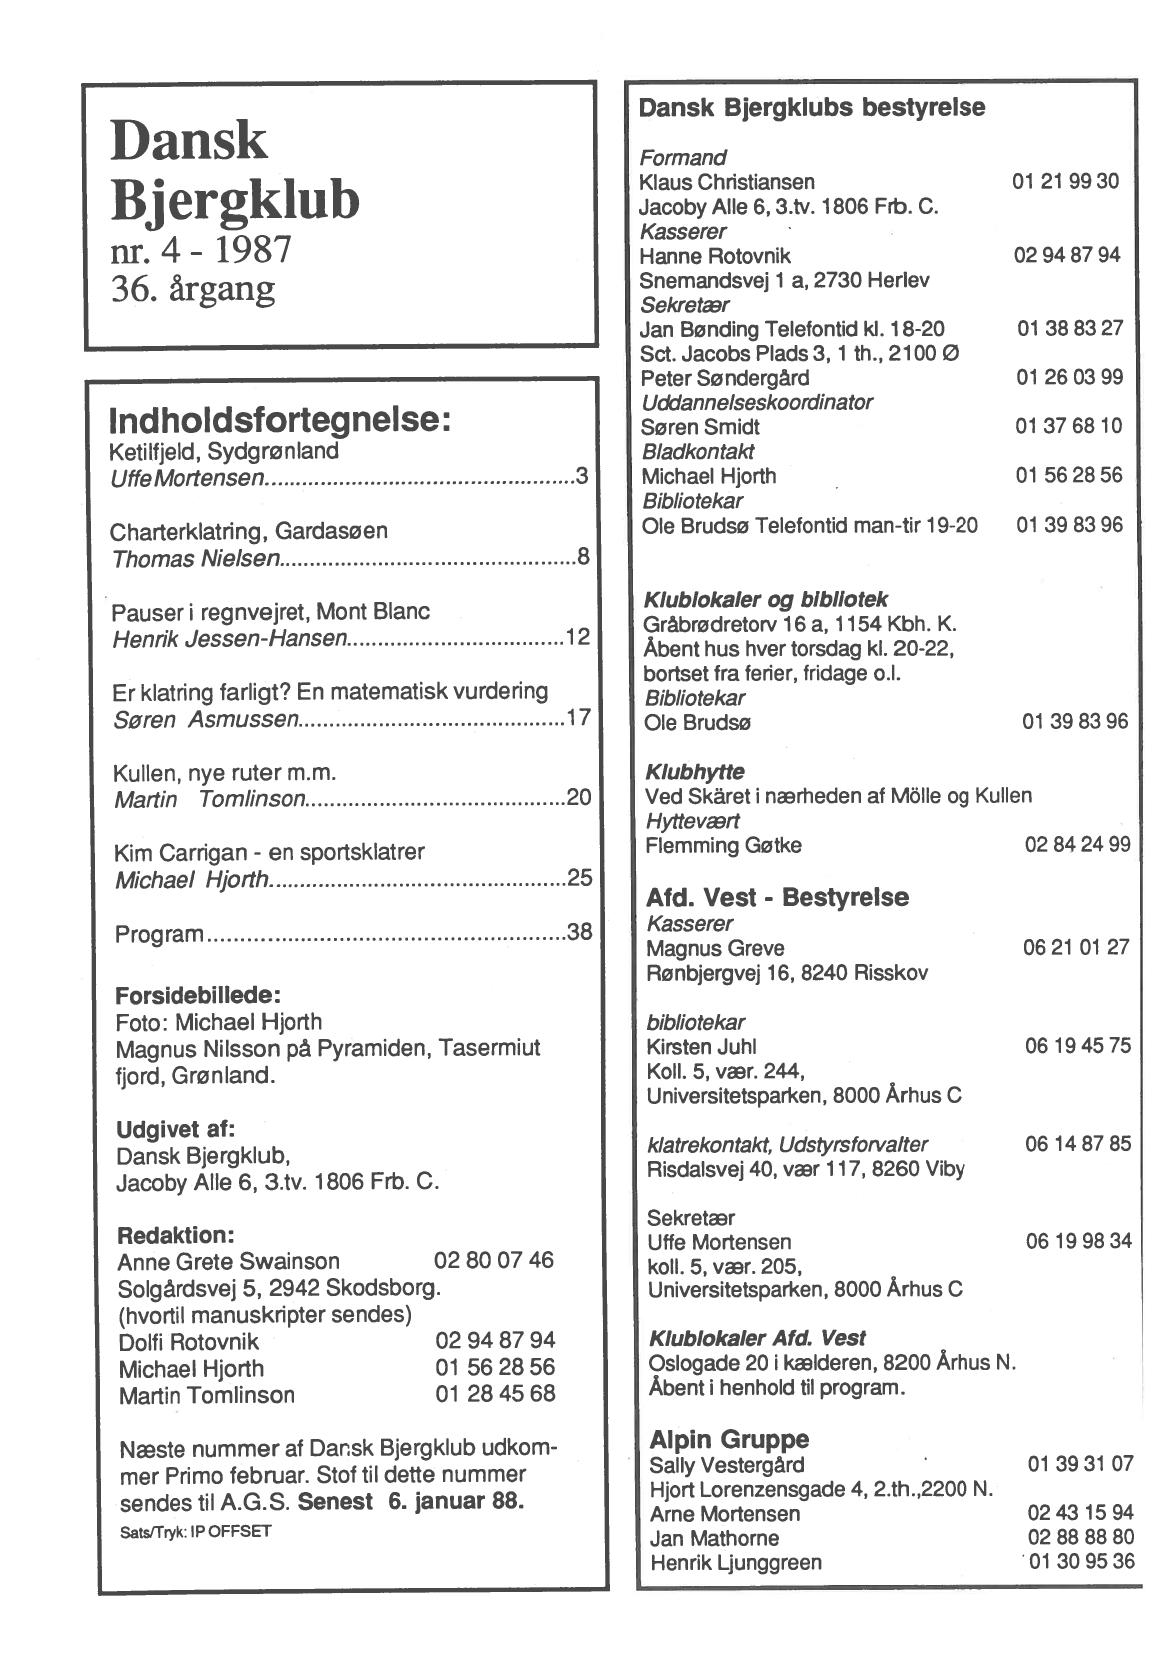 Dansk
Bjergklub
nr. 4 - 1987
36. årgang
Indholdsfortegnelse:
Ketilfjeld, Sydgrønland
Uffe Mortensen.................................................3
Charterklatring, Gardasøen
Thomas Nielsen.................................................8
Pauser i regnvejret, Mont Blanc
Henrik Jessen-Hansen.................................12
Er klatring farligt? En matematisk vurdering
Søren Asmussen.........................................17
Kullen, nye ruter m.m.
Martin Tomlinson........................................20
Kim Carrigan - en sportsklatrer
Michael Hjorth.............................................25
Program......................................................38
Forsidebillede:
Foto: Michael Hjorth
Magnus Nilsson på Pyramiden, Tasermiut
fjord, Grønland.
Udgivet af:
Dansk Bjergklub,
Jacoby Alle 6, 3.tv. 1806 Frb. C.
Redaktion:
Anne Grete Swainson 02 80 07 46
Solgårdsvej 5, 2942 Skodsborg.
(hvortil manuskripter sendes)
Dolfi Rotovnik 02 94 87 94
Michael Hjorth 01 56 28 56
Martin Tomlinson 01 28 45 68
Næste nummer af Dansk Bjergklub udkom-
mer Primo februar. Stof til dette nummer
sendes til A.G.S. Senest 6. januar 88.
Sats/Tryk: IP OFFSET
Dansk Bjergklubs bestyrelse
Formand
Klaus Christiansen 01 21 99 30
Jacoby Alle 6, 3.tv. 1806 Frb. C.
Kasserer
Hanne Rotovnik 02 94 87 94
Snemandsvej 1 a, 2730 Herlev
Sekretær
Jan Bønding Telefontid kl. 18-20 01 38 83 27
Sct. Jacobs Plads 3, 1 th., 2100 Ø
Peter Søndergård 01 26 03 99
Uddannelseskoordinator
Søren Smidt 01 37 68 10
Bladkontakt
Michael Hjorth 01 56 28 56
Bibliotekar
Ole Brudsø Telefontid man-tir 19-20 01 39 83 96
Klublokaler og bibliotek
Gråbrødretorv 16 a, 1154 Kbh. K.
Åbent hus hver torsdag kl. 20-22,
bortset fra ferier, fridage o.l.
Bibliotekar
Ole Brudsø 01 39 83 96
Klubhytte
Ved Skäret i nærheden af Mölle og Kullen
Hyttevært
Flemming Gøtke 02 84 24 99
Afd. Vest - Bestyrelse
Kasserer
Magnus Greve 06 21 01 27
Rønbjergvej 16, 8240 Risskov
bibliotekar
Kirsten Juhl 06 19 45 75
Koll. 5, vær. 244,
Universitetsparken, 8000 Århus C
klatrekontakt, Udstyrsforvalter 06 14 87 85
Risdalsvej 40, vær 117, 8260 Viby
Sekretær
Uffe Mortensen 06 19 98 34
koll. 5, vær. 205,
Universitetsparken, 8000 Århus C
Klublokaler Afd. Vest
Oslogade 20 i kælderen, 8200 Århus N.
Åbent i henhold til program.
Alpin Gruppe
Sally Vestergård 01 39 31 07
Hjort Lorenzensgade 4, 2.th.,2200 N.
Arne Mortensen 02 43 15 94
Jan Mathorne 02 88 88 80
Henrik Ljunggreen 01 30 95 36